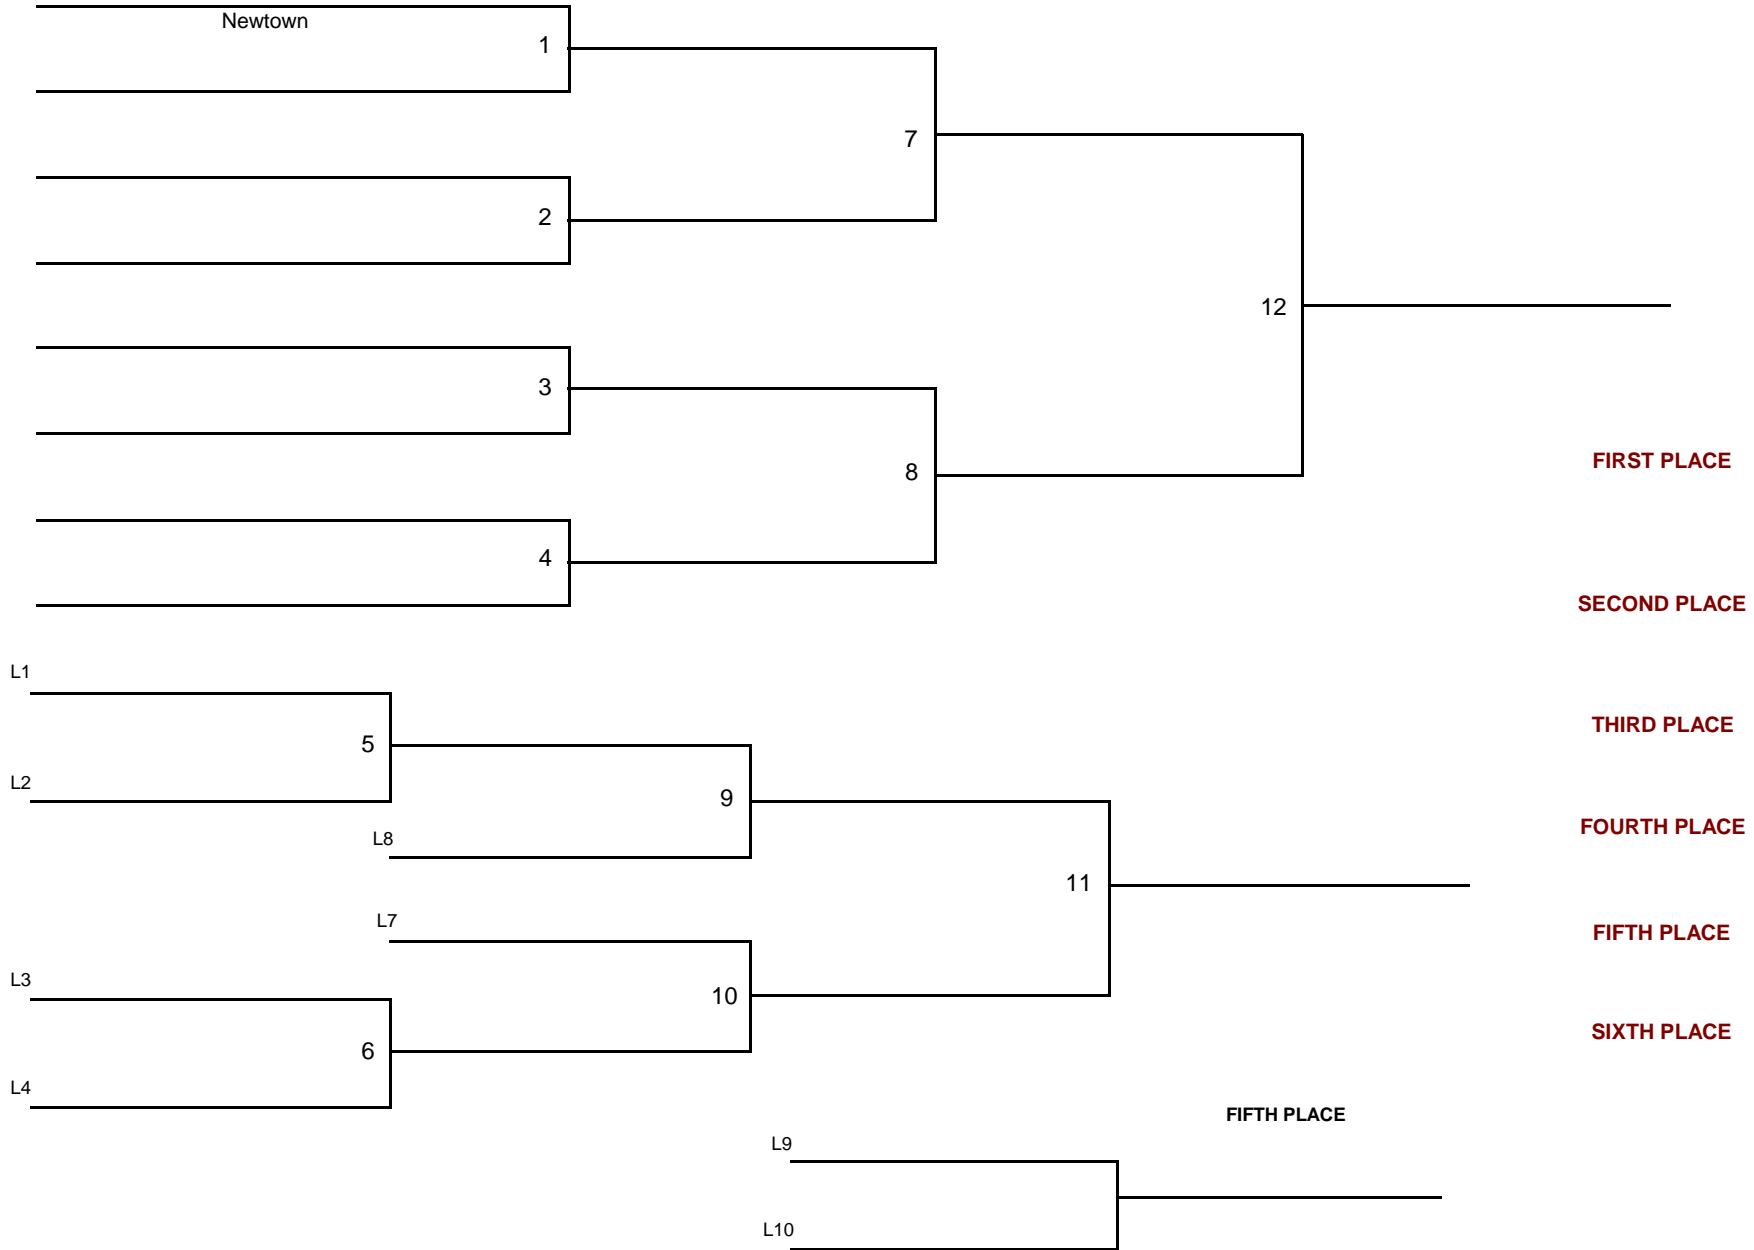 Newtown
1
7
2
12
3
FIRST PLACE
8
4
SECOND PLACE
L1
THIRD PLACE
5
L2
9
FOURTH PLACE
L8
11
L7
FIFTH PLACE
L3
10
SIXTH PLACE
6
L4
FIFTH PLACE
L9
L10